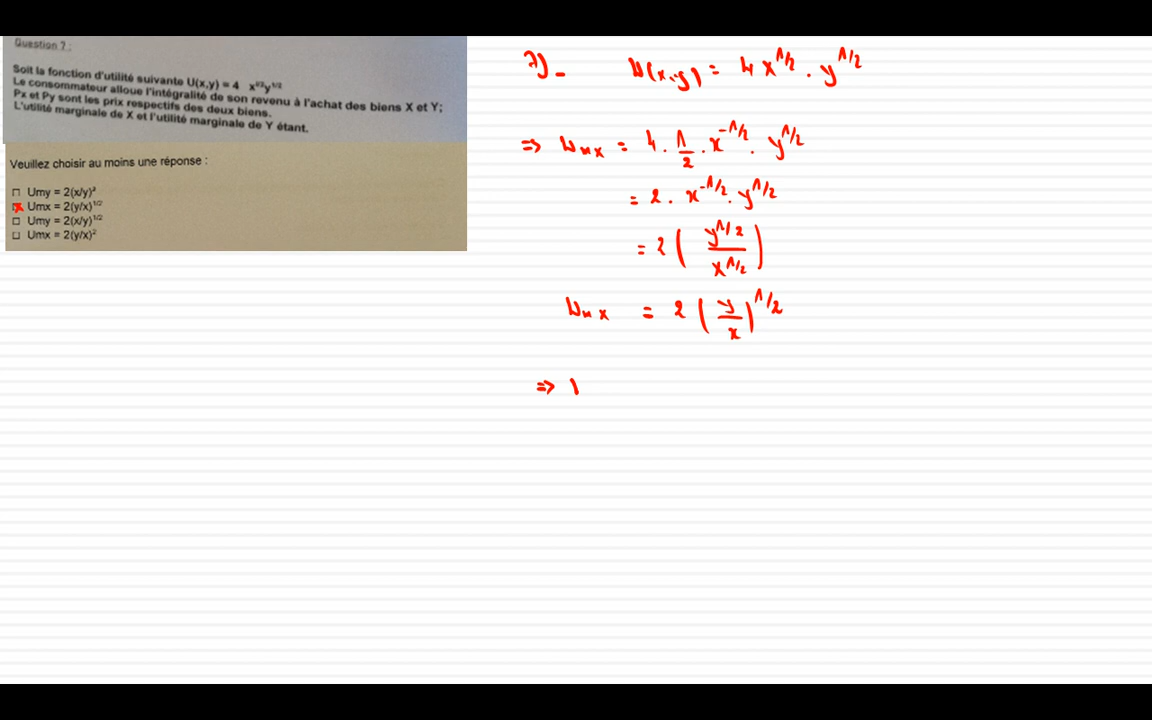 Question 7 :
Soit la fonction d'utilité suivante U(x,y) = 4 x^1/2 y^1/2
Le consommateur alloue l'intégralité de son revenu à l'achat des biens X et Y;
Px et Py sont les prix respectifs des deux biens.
L'utilité marginale de X et l'utilité marginale de Y étant.
Veuillez choisir au moins une réponse :
Umy = 2(x/y)²
Umx = 2(y/x)^1/2
Umy = 2(x/y)^1/2
Umx = 2(y/x)²
7)- U(x,y) = 4x^1/2 . y^1/2
=> Umx = 4 . 1/2 . x^-1/2 . y^1/2
= 2 . x^-1/2 . y^1/2
= 2 ( y^1/2 / x^1/2 )
Umx = 2 ( y / x )^1/2
=>